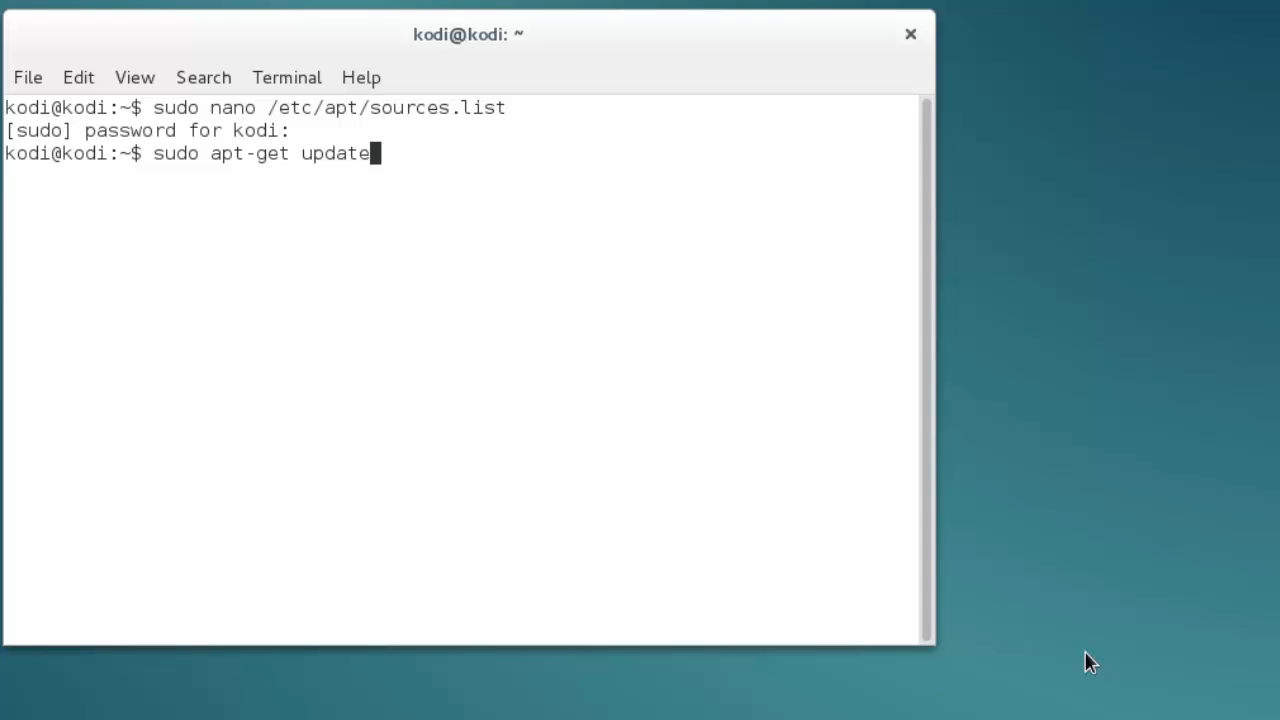 kodi@kodi: ~
File Edit View Search Terminal Help
kodi@kodi:~$ sudo nano /etc/apt/sources.list
[sudo] password for kodi:
kodi@kodi:~$ sudo apt-get update